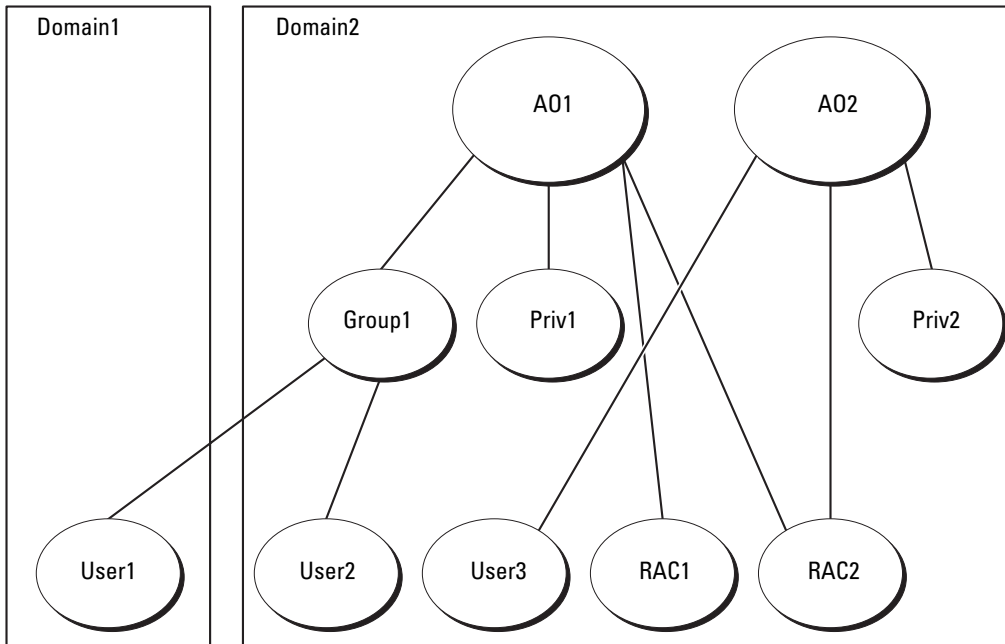 Domain1
Domain2
AO1
AO2
Group1
Priv1
Priv2
User1
User2
User3
RAC1
RAC2